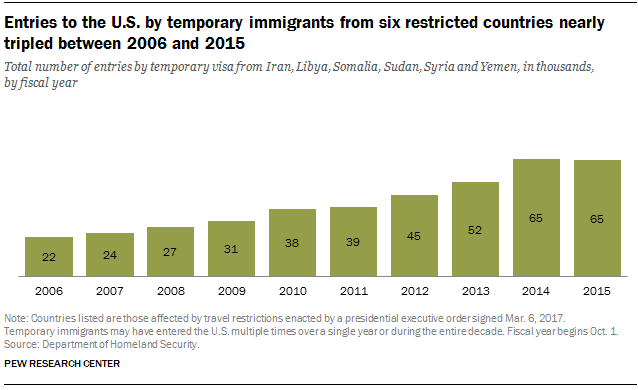 Entries to the U.S. by temporary immigrants from six restricted countries nearly
tripled between 2006 and 2015
Total number of entries by temporary visa from Iran, Libya, Somalia, Sudan, Syria and Yemen, in thousands,
by fiscal year
22 24 27 31 38 39 45 52 65 65
2006 2007 2008 2009 2010 2011 2012 2013 2014 2015
Note: Countries listed are those affected by travel restrictions enacted by a presidential executive order signed Mar. 6, 2017.
Temporary immigrants may have entered the U.S. multiple times over a single year or during the entire decade. Fiscal year begins Oct. 1.
Source: Department of Homeland Security.
PEW RESEARCH CENTER